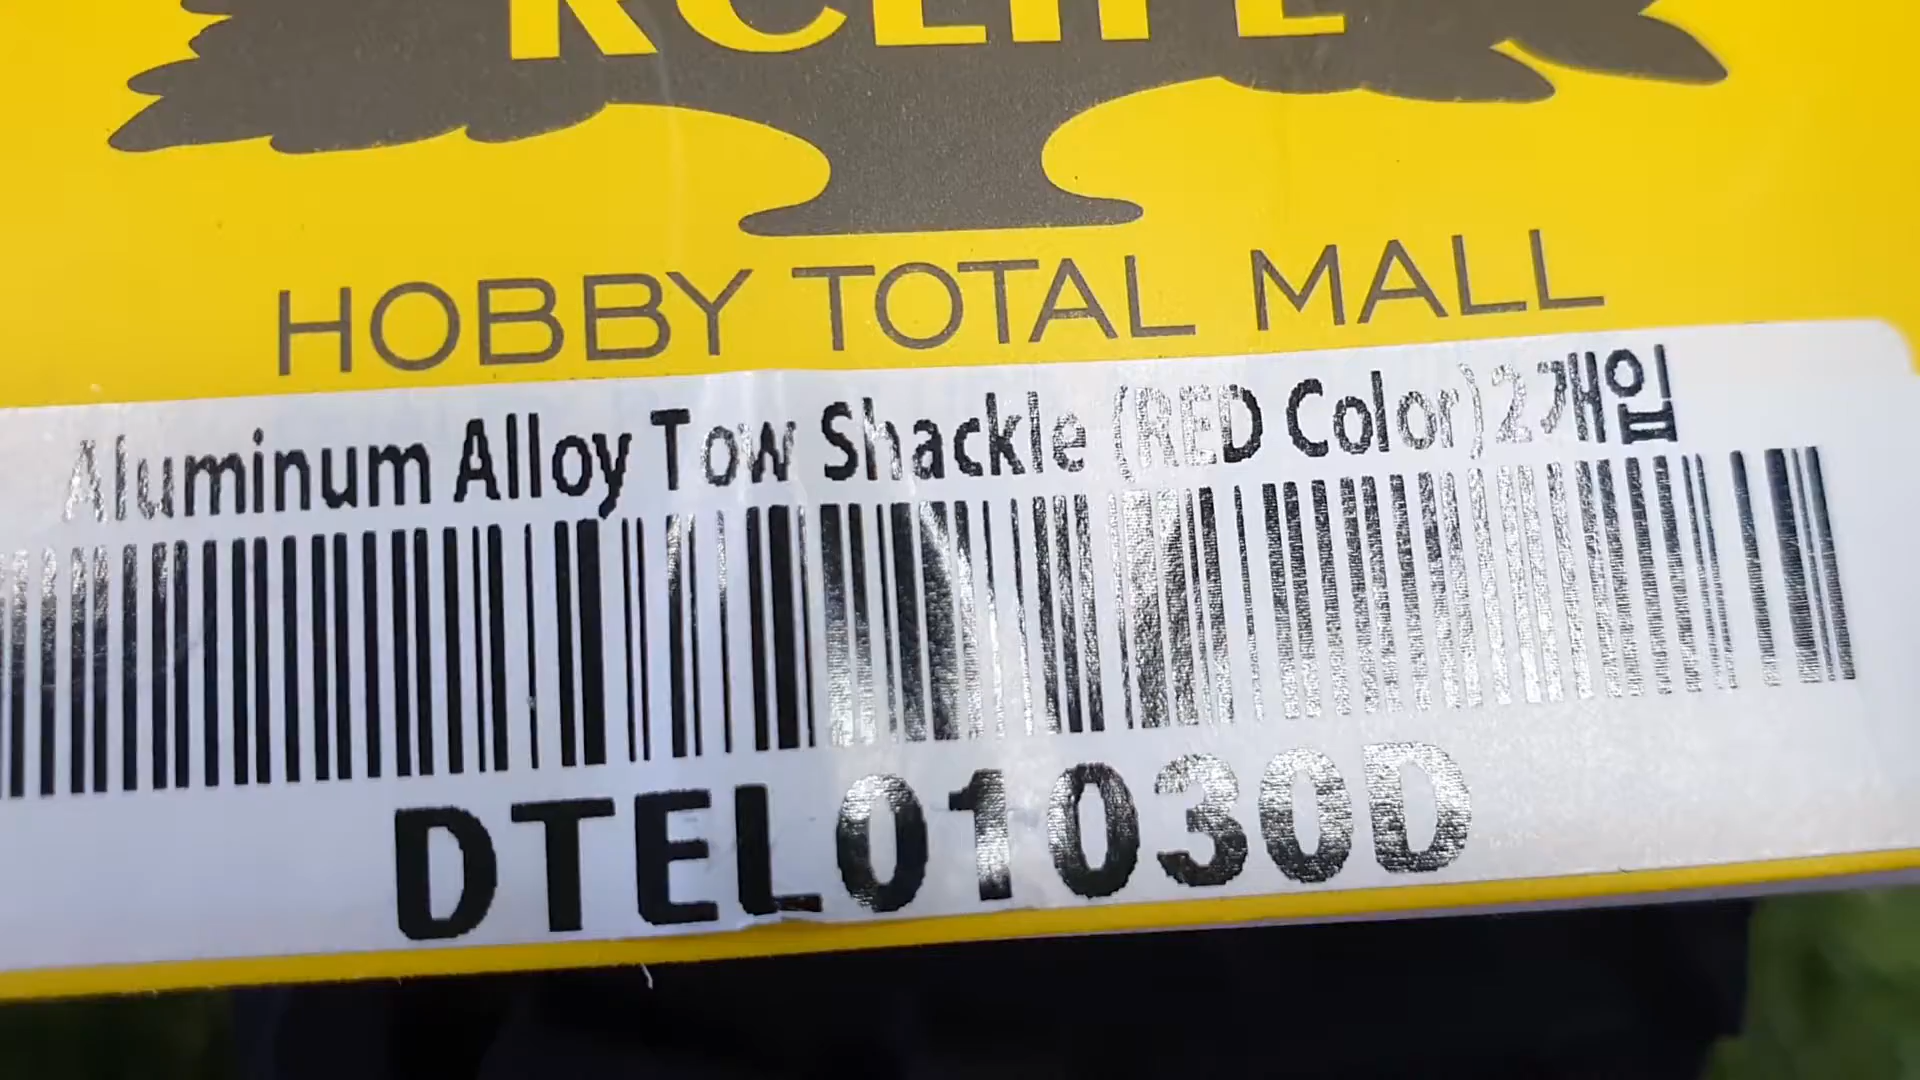 RCLIFE
HOBBY TOTAL MALL
Aluminum Alloy Tow Shackle (RED Color)2개입
DTEL01030D